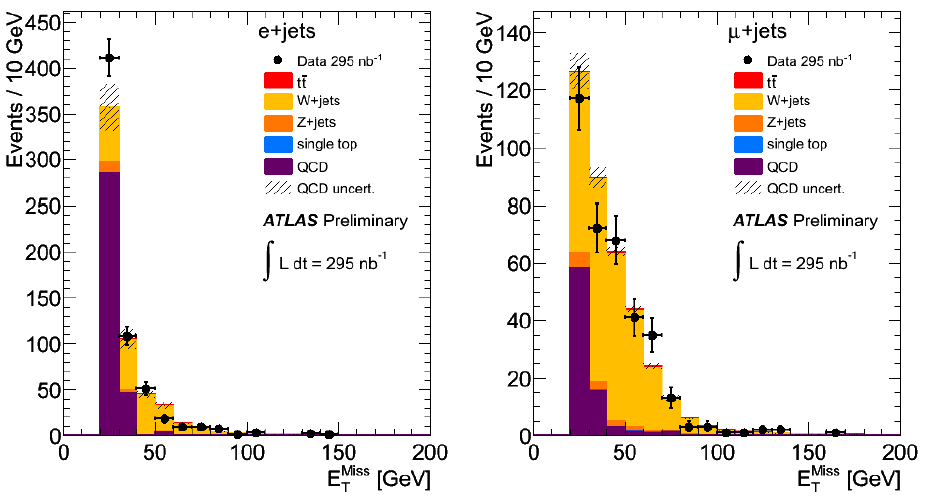 Events / 10 GeV
450
400
350
300
250
200
150
100
50
0
0 50 100 150 200
E_T^Miss [GeV]
e+jets
Data 295 nb⁻¹
tt̄
W+jets
Z+jets
single top
QCD
QCD uncert.
ATLAS Preliminary
∫ L dt = 295 nb⁻¹
Events / 10 GeV
140
120
100
80
60
40
20
0
0 50 100 150 200
E_T^Miss [GeV]
μ+jets
Data 295 nb⁻¹
tt̄
W+jets
Z+jets
single top
QCD
QCD uncert.
ATLAS Preliminary
∫ L dt = 295 nb⁻¹